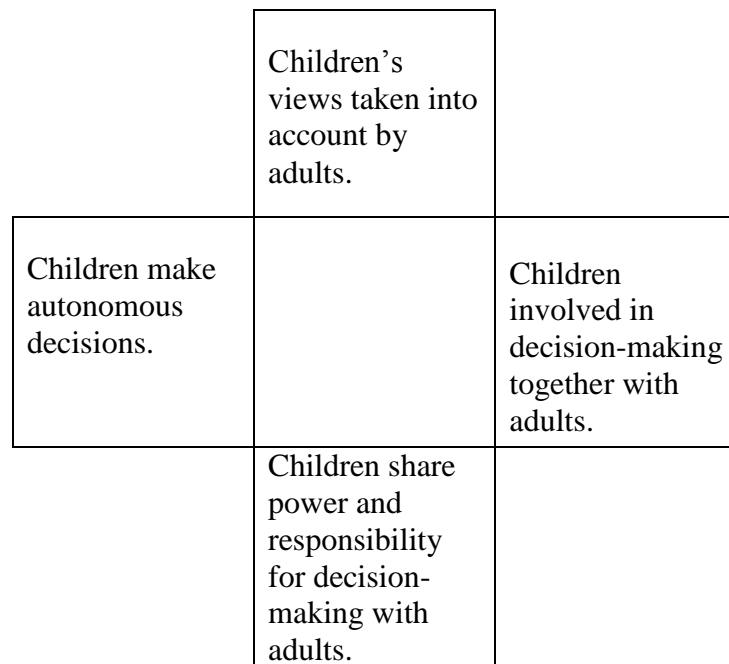 Children’s
views taken into
account by
adults.
Children make
autonomous
decisions.
Children
involved in
decision-making
together with
adults.
Children share
power and
responsibility
for decision-
making with
adults.